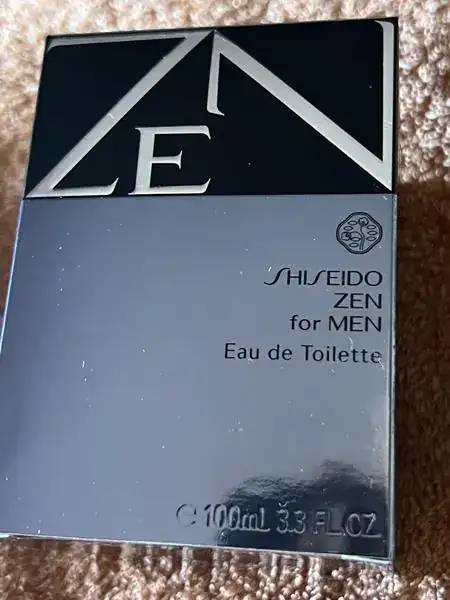 ZEN
SHISEIDO
ZEN
for MEN
Eau de Toilette
℮ 100mL 3.3 FL.OZ.